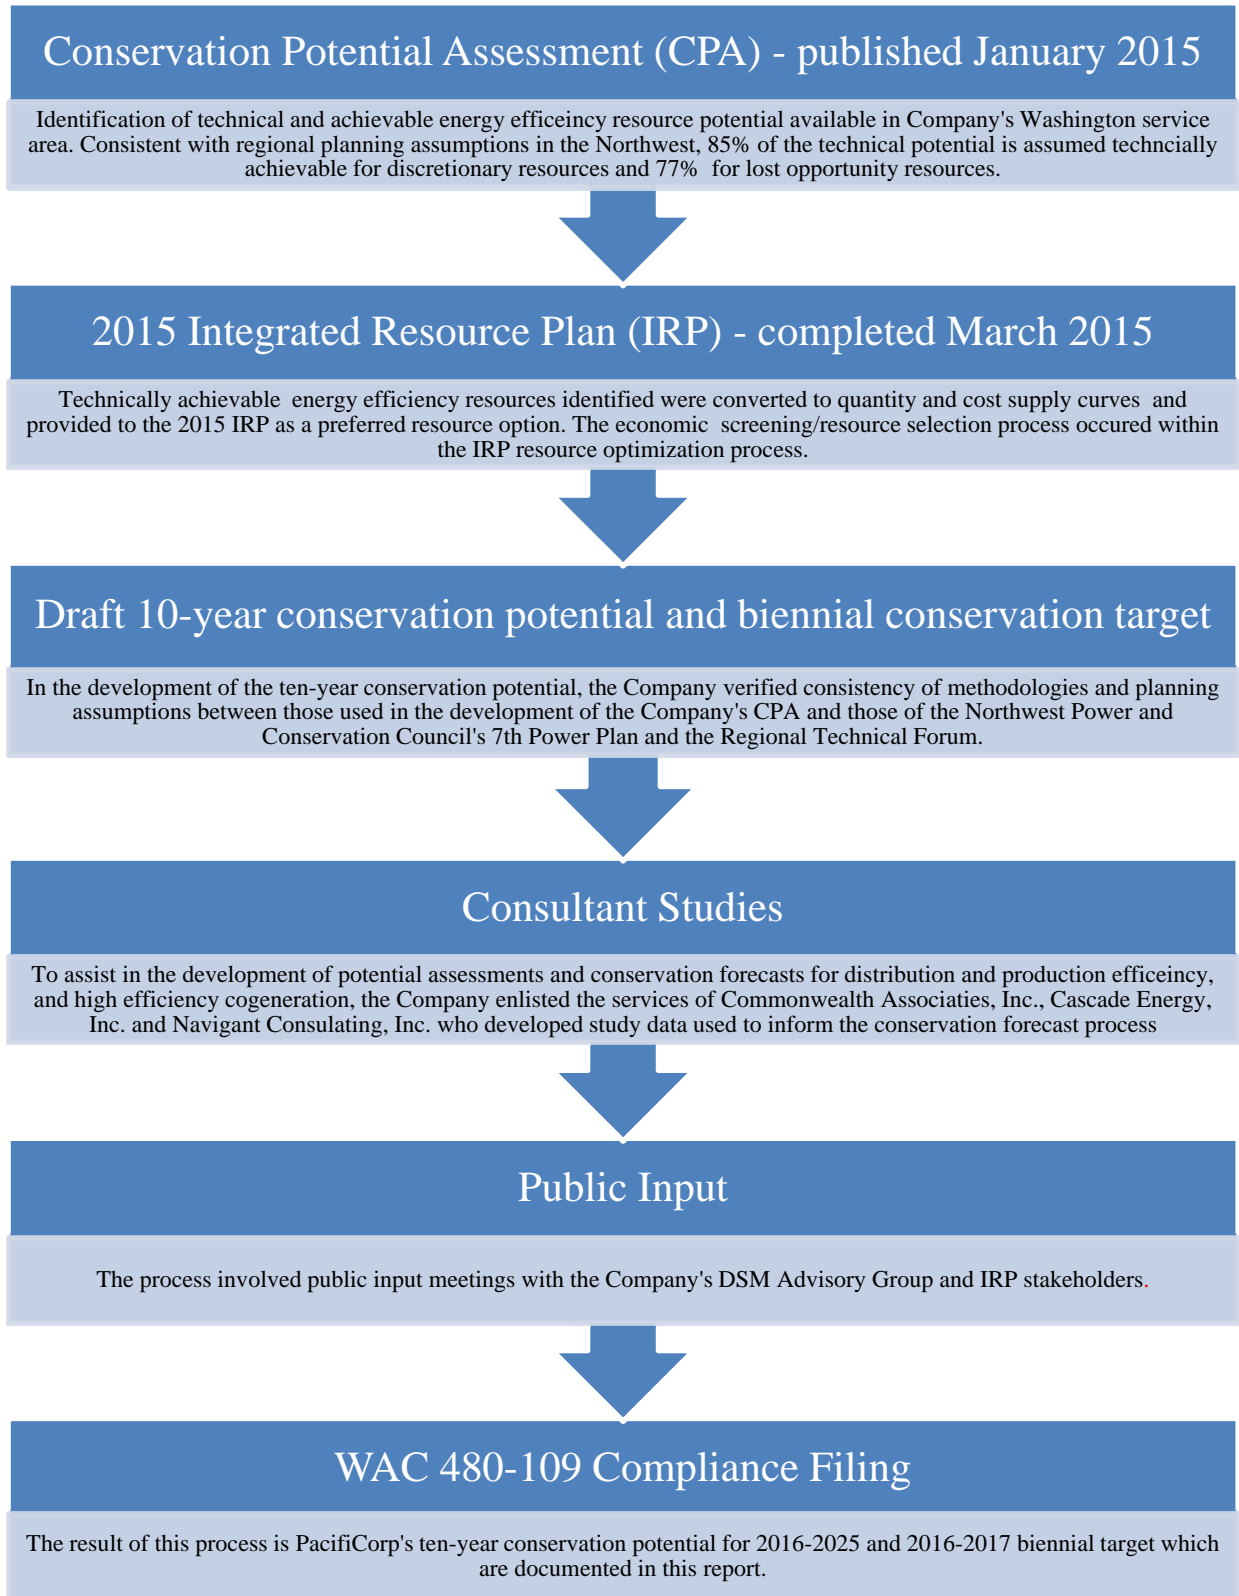 Conservation Potential Assessment (CPA) - published January 2015
Identification of technical and achievable energy efficeincy resource potential available in Company's Washington service
area. Consistent with regional planning assumptions in the Northwest, 85% of the technical potential is assumed techncially
achievable for discretionary resources and 77% for lost opportunity resources.
2015 Integrated Resource Plan (IRP) - completed March 2015
Technically achievable energy efficiency resources identified were converted to quantity and cost supply curves and
provided to the 2015 IRP as a preferred resource option. The economic screening/resource selection process occured within
the IRP resource optimization process.
Draft 10-year conservation potential and biennial conservation target
In the development of the ten-year conservation potential, the Company verified consistency of methodologies and planning
assumptions between those used in the development of the Company's CPA and those of the Northwest Power and
Conservation Council's 7th Power Plan and the Regional Technical Forum.
Consultant Studies
To assist in the development of potential assessments and conservation forecasts for distribution and production efficeincy,
and high efficiency cogeneration, the Company enlisted the services of Commonwealth Associaties, Inc., Cascade Energy,
Inc. and Navigant Consulating, Inc. who developed study data used to inform the conservation forecast process
Public Input
The process involved public input meetings with the Company's DSM Advisory Group and IRP stakeholders.
WAC 480-109 Compliance Filing
The result of this process is PacifiCorp's ten-year conservation potential for 2016-2025 and 2016-2017 biennial target which
are documented in this report.